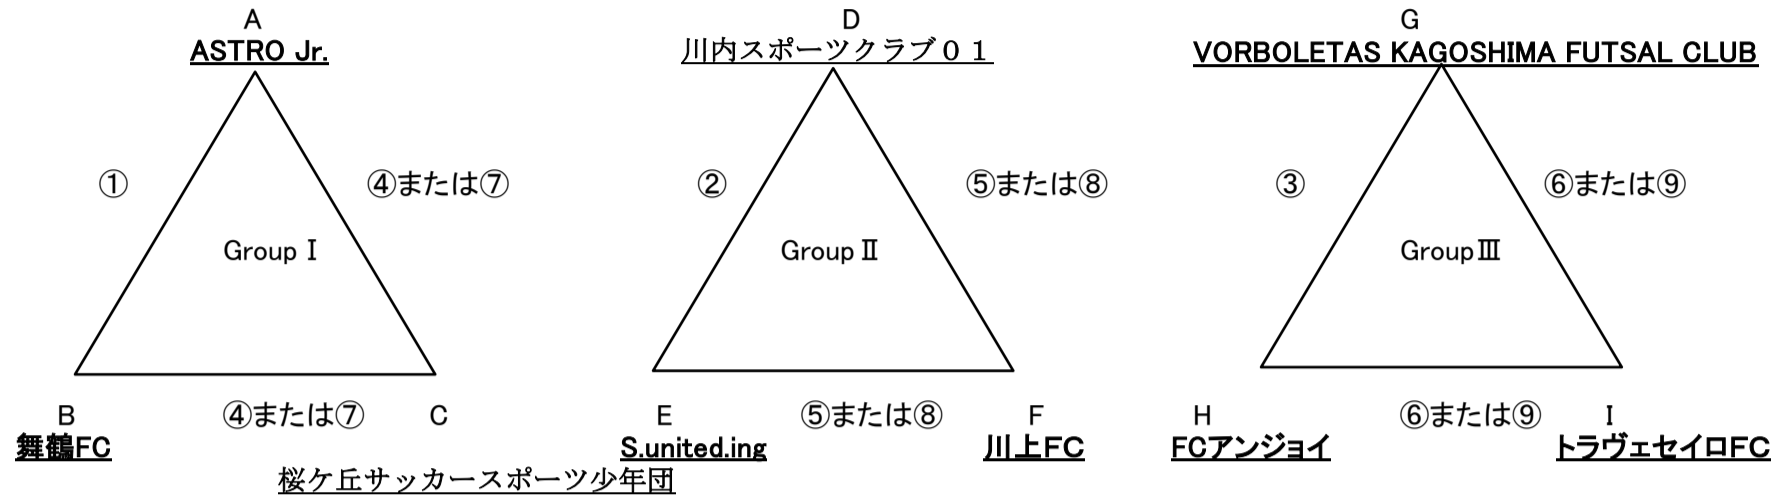 A
ASTRO Jr.
①
④または⑦
Group Ⅰ
B
④または⑦
C
舞鶴FC
桜ケ丘サッカースポーツ少年団
D
川内スポーツクラブ０１
②
⑤または⑧
Group Ⅱ
E
⑤または⑧
F
S.united.ing
川上FC
G
VORBOLETAS KAGOSHIMA FUTSAL CLUB
③
⑥または⑨
GroupⅢ
H
⑥または⑨
I
FCアンジョイ
トラヴェセイロFC